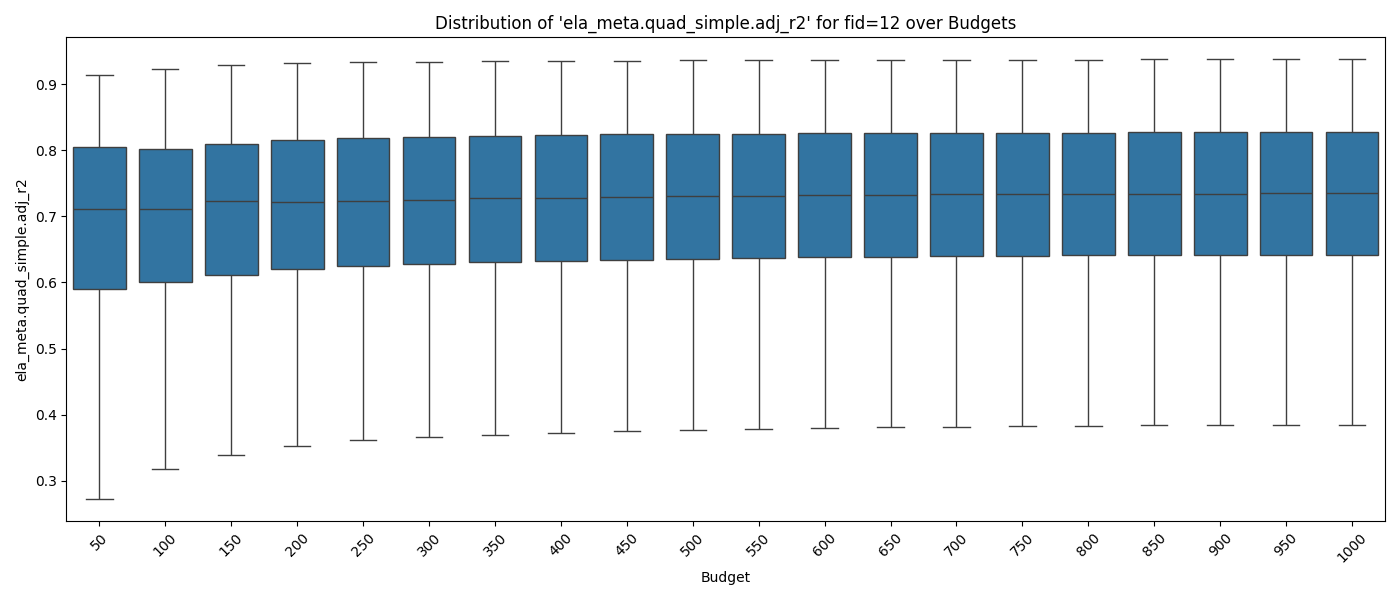 Distribution of 'ela_meta.quad_simple.adj_r2' for fid=12 over Budgets
ela_meta.quad_simple.adj_r2
0.9
0.8
0.7
0.6
0.5
0.4
0.3
50 100 150 200 250 300 350 400 450 500 550 600 650 700 750 800 850 900 950 1000
Budget